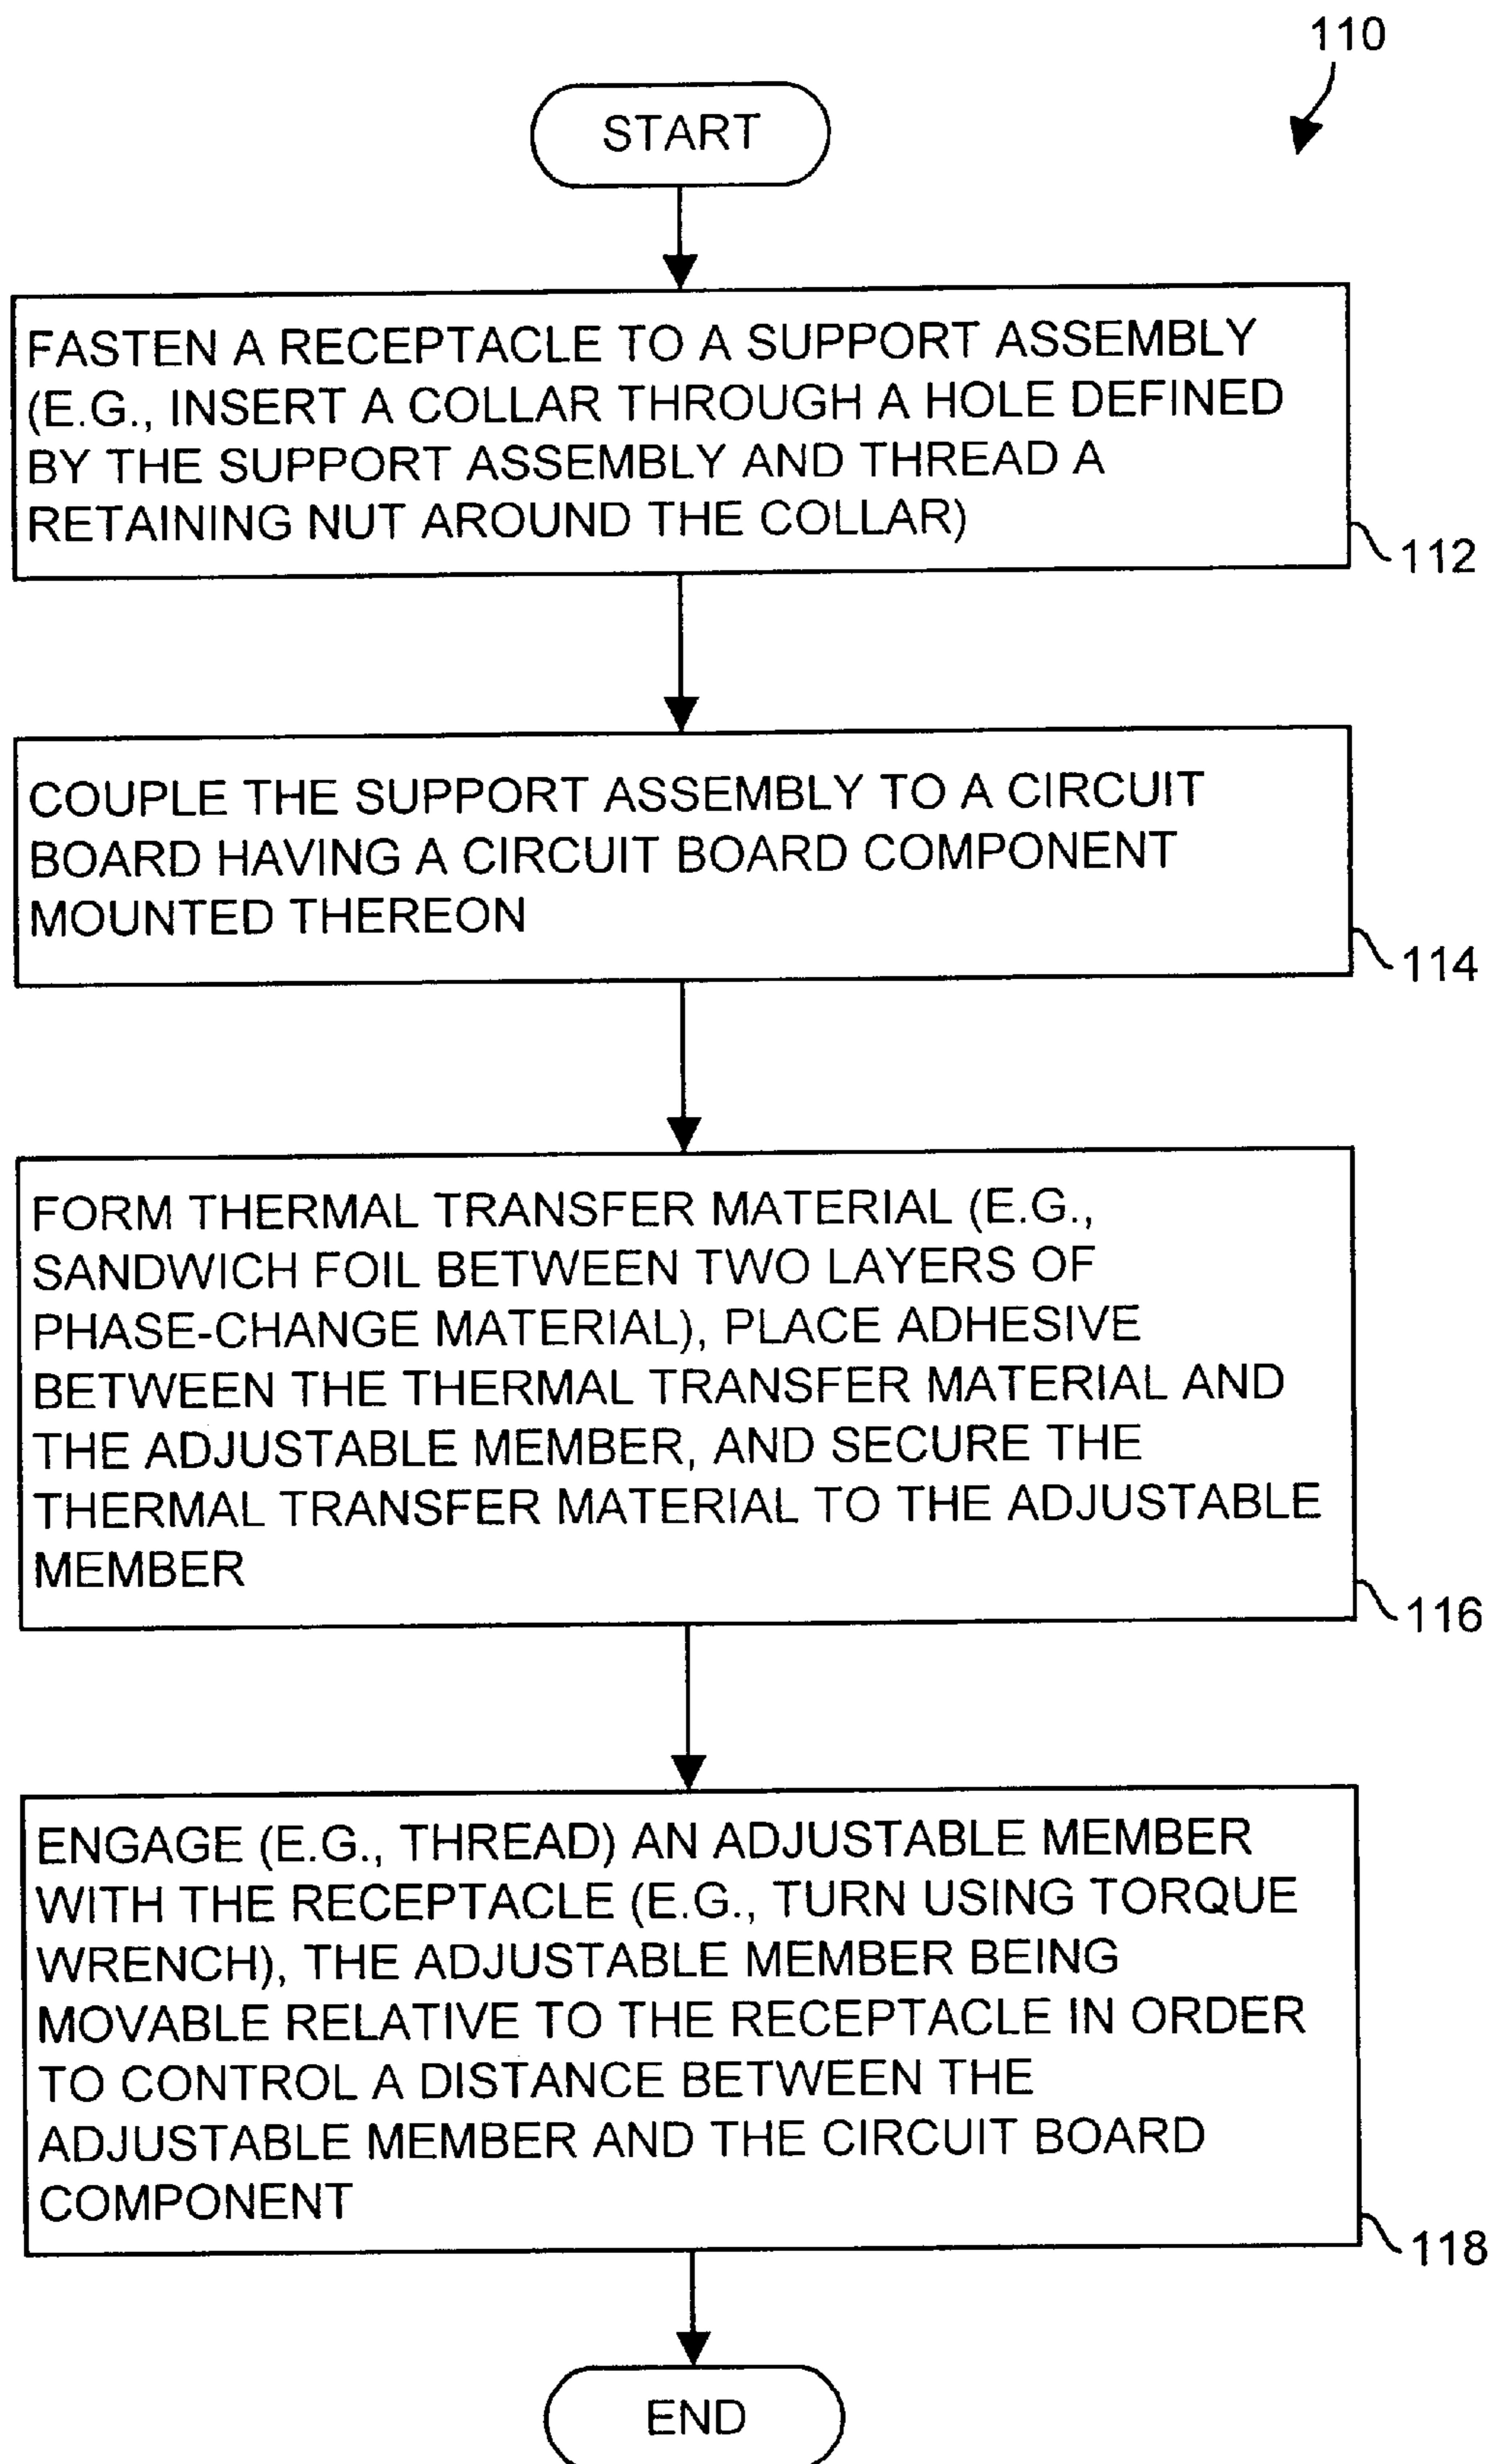 110
START
FASTEN A RECEPTACLE TO A SUPPORT ASSEMBLY
(E.G., INSERT A COLLAR THROUGH A HOLE DEFINED
BY THE SUPPORT ASSEMBLY AND THREAD A
RETAINING NUT AROUND THE COLLAR)
112
COUPLE THE SUPPORT ASSEMBLY TO A CIRCUIT
BOARD HAVING A CIRCUIT BOARD COMPONENT
MOUNTED THEREON
114
FORM THERMAL TRANSFER MATERIAL (E.G.,
SANDWICH FOIL BETWEEN TWO LAYERS OF
PHASE-CHANGE MATERIAL), PLACE ADHESIVE
BETWEEN THE THERMAL TRANSFER MATERIAL AND
THE ADJUSTABLE MEMBER, AND SECURE THE
THERMAL TRANSFER MATERIAL TO THE ADJUSTABLE
MEMBER
116
ENGAGE (E.G., THREAD) AN ADJUSTABLE MEMBER
WITH THE RECEPTACLE (E.G., TURN USING TORQUE
WRENCH), THE ADJUSTABLE MEMBER BEING
MOVABLE RELATIVE TO THE RECEPTACLE IN ORDER
TO CONTROL A DISTANCE BETWEEN THE
ADJUSTABLE MEMBER AND THE CIRCUIT BOARD
COMPONENT
118
END